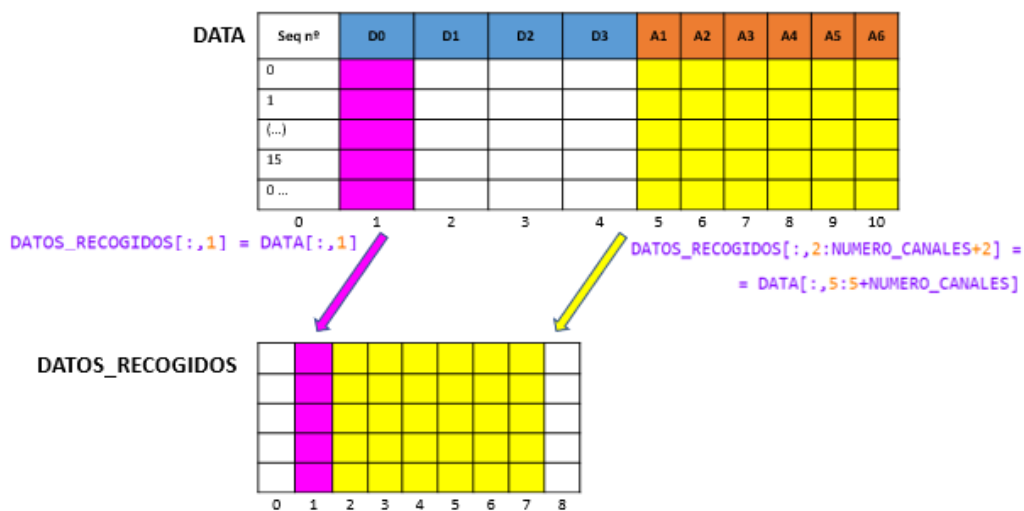 DATA
Seq nº D0 D1 D2 D3 A1 A2 A3 A4 A5 A6
0
1
(...)
15
0 ...
0 1 2 3 4 5 6 7 8 9 10
DATOS_RECOGIDOS[:,1] = DATA[:,1]
DATOS_RECOGIDOS[:,2:NUMERO_CANALES+2] =
= DATA[:,5:5+NUMERO_CANALES]
DATOS_RECOGIDOS
0 1 2 3 4 5 6 7 8